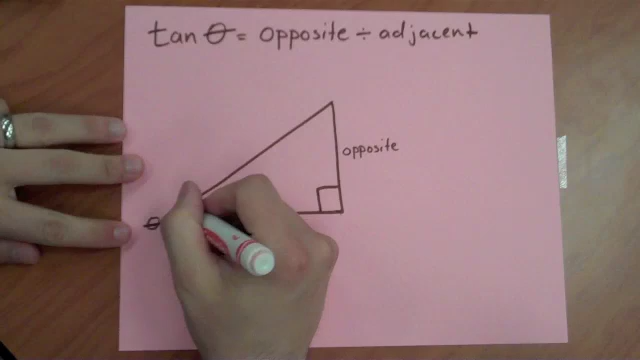 tan θ = opposite ÷ adjacent
opposite
θ